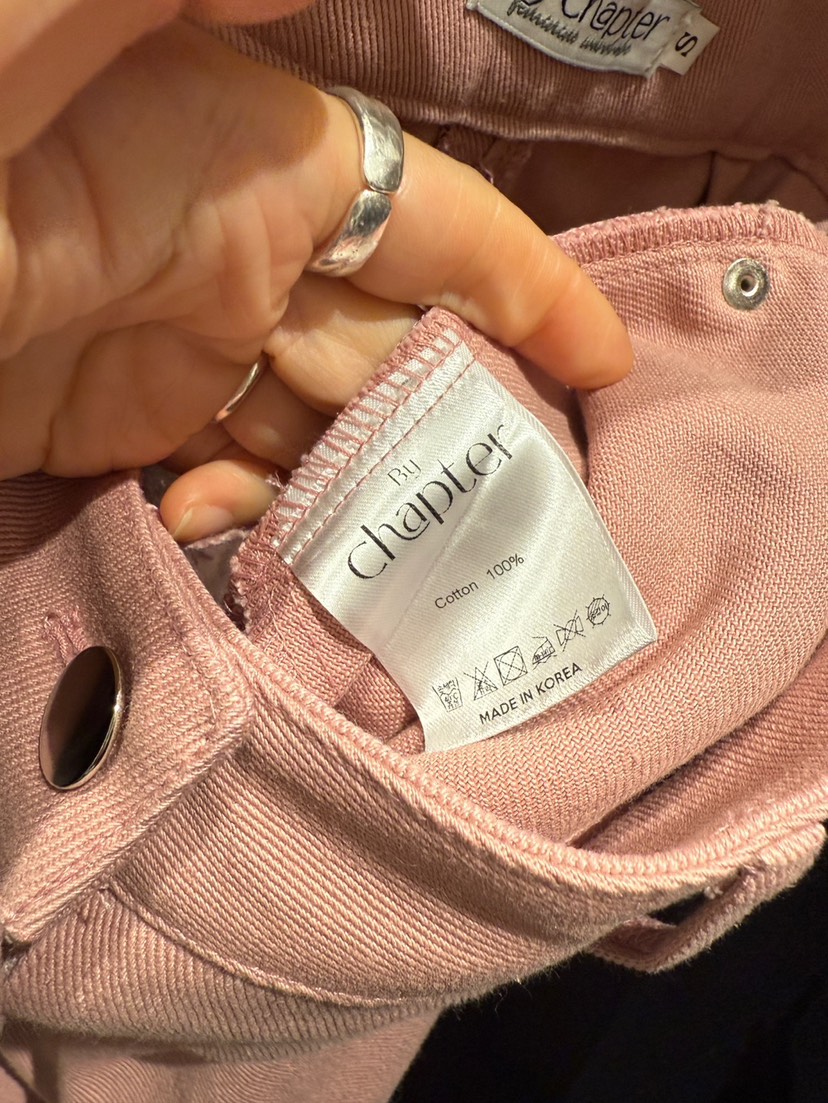 chapter
S
By
chapter
Cotton 100%
MADE IN KOREA